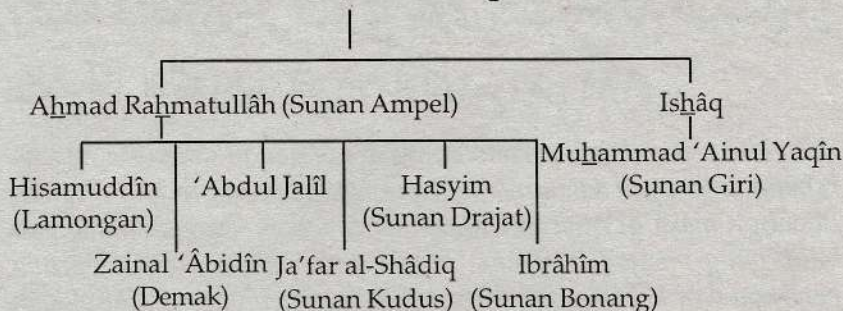 Ahmad Rahmatullâh (Sunan Ampel)
Ishâq
Muhammad ‘Ainul Yaqîn
(Sunan Giri)
Hisamuddîn
(Lamongan)
‘Abdul Jalîl
Hasyim
(Sunan Drajat)
Zainal ‘Âbidîn
(Demak)
Ja’far al-Shâdiq
(Sunan Kudus)
Ibrâhîm
(Sunan Bonang)